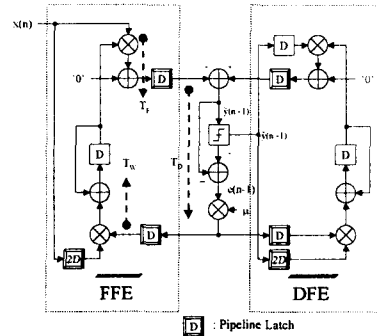 x(n)
D
'0'
D
D
'0'
T_F
ỹ(n-1)
D
D
ŷ(n-1)
T_W
T_D
e(n-1)
D
μ
D
2D
2D
FFE
DFE
D : Pipeline Latch